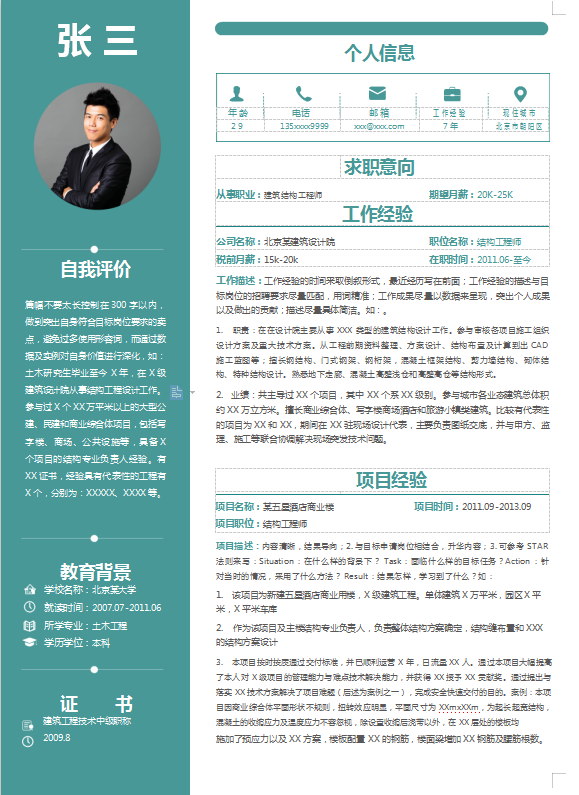 张 三
自我评价
篇幅不要太长控制在 300 字以内，
做到突出自身符合目标岗位要求的卖
点，避免过多使用形容词，而通过数
据及实例对自身价值进行深化，如：
土木研究生毕业至今 X 年，在 X 级
建筑设计院从事结构工程设计工作。
参与过 X 个 XX 万平米以上的大型公
建、民建和商业综合体项目，包括写
字楼、商场、公共设施等，具备 X
个项目的结构专业负责人经验。有
XX 证书，经验具有代表性的工程有
X 个，分别为：XXXXX、XXXX 等。
教育背景
学校名称：北京某大学
就读时间：2007.07-2011.06
所学专业：土木工程
学历学位：本科
证 书
建筑工程技术中级职称
2009.8
个人信息
年龄 电话 邮箱 工作经验 现住城市
29 135xxxx9999 xxx@xxx.com 7 年 北京市朝阳区
求职意向
从事职业：建筑结构工程师 期望月薪：20K-25K
工作经验
公司名称：北京某建筑设计院 职位名称：结构工程师
税前月薪：15k-20k 在职时间：2011.06-至今
工作描述：工作经验的时间采取倒叙形式，最近经历写在前面；工作经验的描述与目
标岗位的招聘要求尽量匹配，用词精准；工作成果尽量以数据来呈现，突出个人成果
以及做出的贡献；描述尽量具体简洁。如：。
1. 职责：在在设计院主要从事 XXX 类型的建筑结构设计工作。参与审核各项施工组织
设计方案及重大技术方案。从工程前期资料整理、方案设计、结构布置及计算到出 CAD
施工蓝图等；擅长钢结构、门式钢架、钢桁架，混凝土框架结构、剪力墙结构、砌体结
构、特种结构设计。熟悉地下走廊、混凝土高壁浅仓和高壁高仓等结构形式。
2. 业绩：共主导过 XX 个项目，其中 XX 个系 XX 级别。参与城市各业态建筑总体积
约 XX 万立方米。擅长商业综合体、写字楼商场酒店和旅游小镇类建筑。比较有代表性
的项目为 XX 和 XX，期间在 XX 驻现场设计代表，主要负责图纸交底，并与甲方、监
理、施工等联合协调解决现场突发技术问题。
项目经验
项目名称：某五星酒店商业楼 项目时间：2011.09-2013.09
项目职位：结构工程师
项目描述：内容清晰，结果导向；2.与目标申请岗位相结合，升华内容；3.可参考 STAR
法则来写：Situation：在什么样的背景下？ Task：面临什么样的目标任务？Action：针
对当时的情况，采用了什么方法？ Result：结果怎样，学习到了什么？如：
1. 该项目为新建五星酒店商业用楼，X 级建筑工程。单体建筑 X 万平米，园区 X 平
米，X 平米车库
2. 作为该项目及主楼结构专业负责人，负责整体结构方案确定，结构缝布置和 XXX
的结构方案设计
3. 本项目按时按质通过交付标准，并已顺利运营 X 年，日流量 XX 人。通过本项目大幅提高
了本人对 X 级项目的管理能力与难点技术解决能力，并获得 XX 授予 XX 贡献奖。通过提出与
落实 XX 技术方案解决了项目难题（后述为案例之一），完成安全快速交付的目的。案例：本项
目因商业综合体平面形状不规则，扭转效应明显，平面尺寸为 XXmxXXm，为超长超宽结构，
混凝土的收缩应力及温度应力不容忽视，除设置收缩后浇带以外，在 XX 层处的楼板均
施加了预应力以及 XX 方案，楼板配置 XX 的钢筋，楼面梁增加 XX 钢筋及腰筋根数。